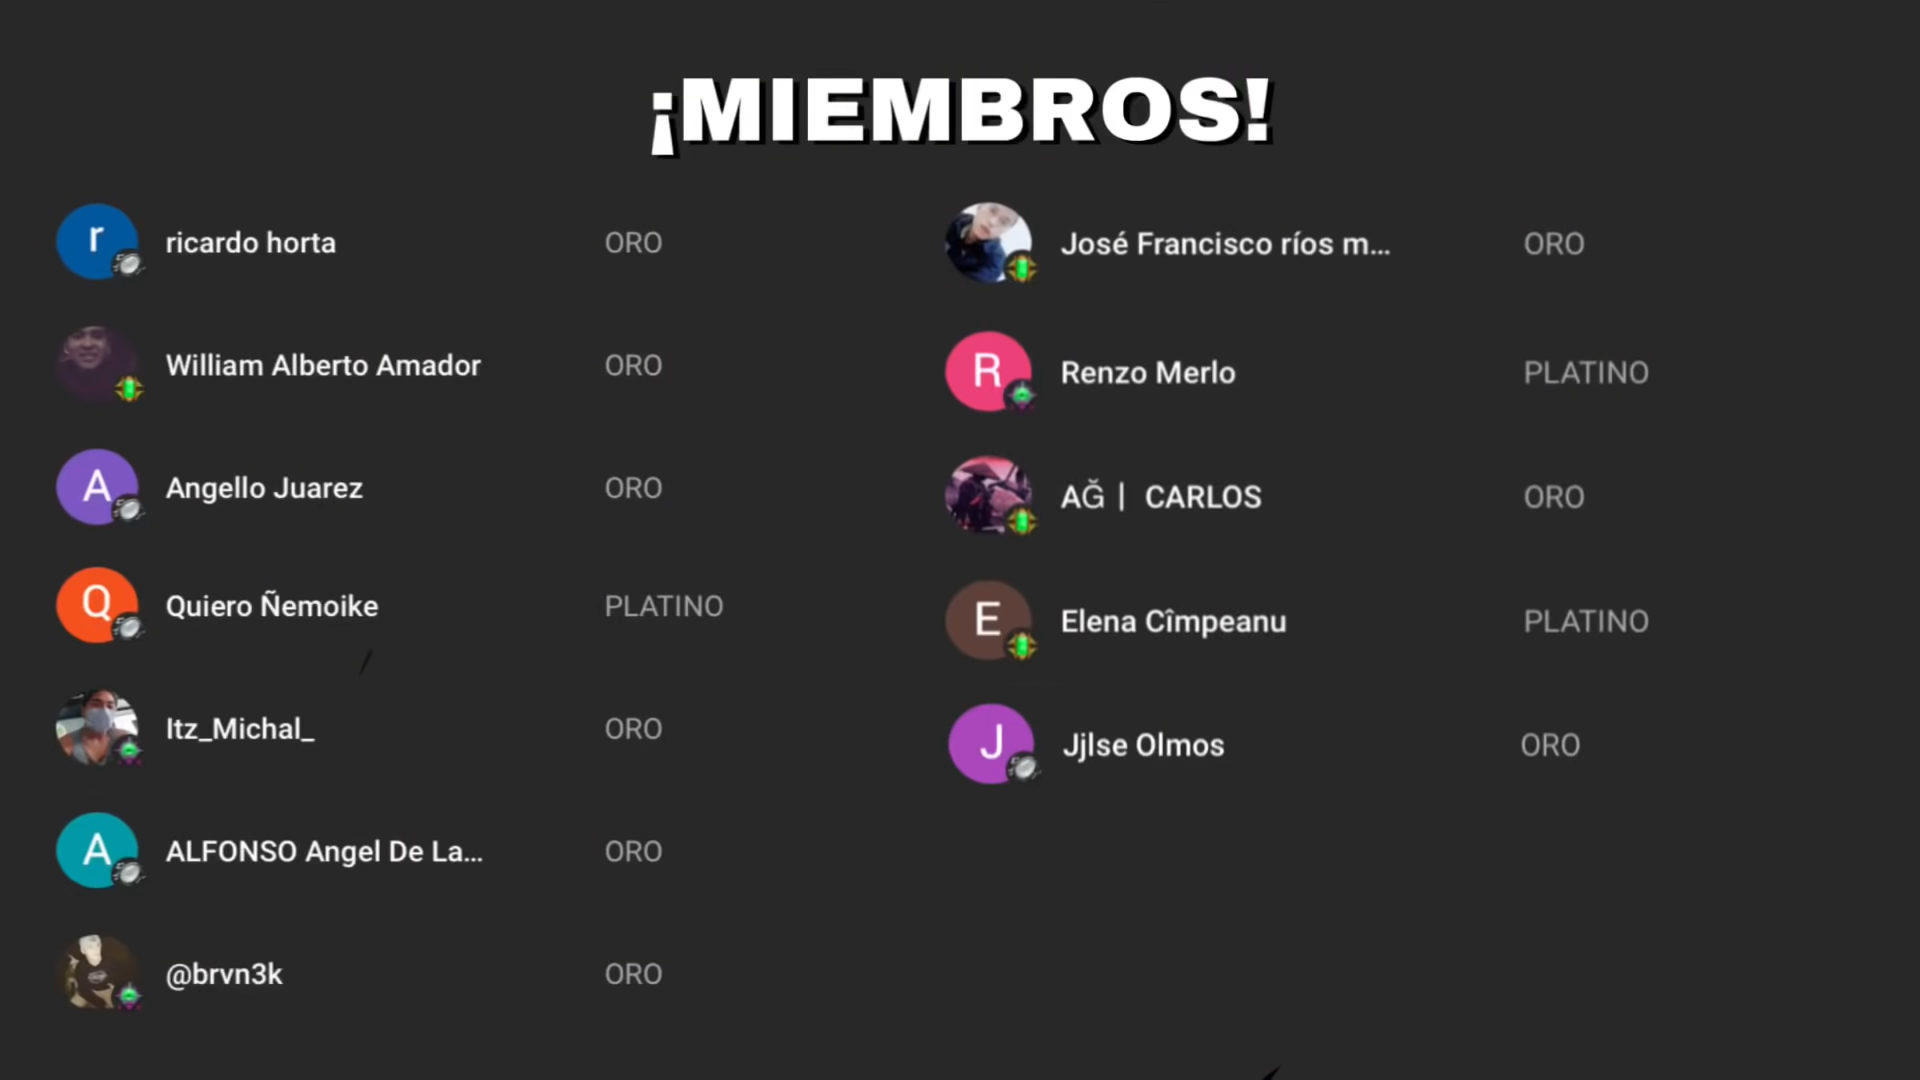 ¡MIEMBROS!
r ricardo horta ORO
William Alberto Amador ORO
A Angello Juarez ORO
Q Quiero Ñemoike PLATINO
Itz_Michal_ ORO
A ALFONSO Angel De La... ORO
@brvn3k ORO
José Francisco ríos m... ORO
R Renzo Merlo PLATINO
AĞ | CARLOS ORO
E Elena Cîmpeanu PLATINO
J Jjlse Olmos ORO